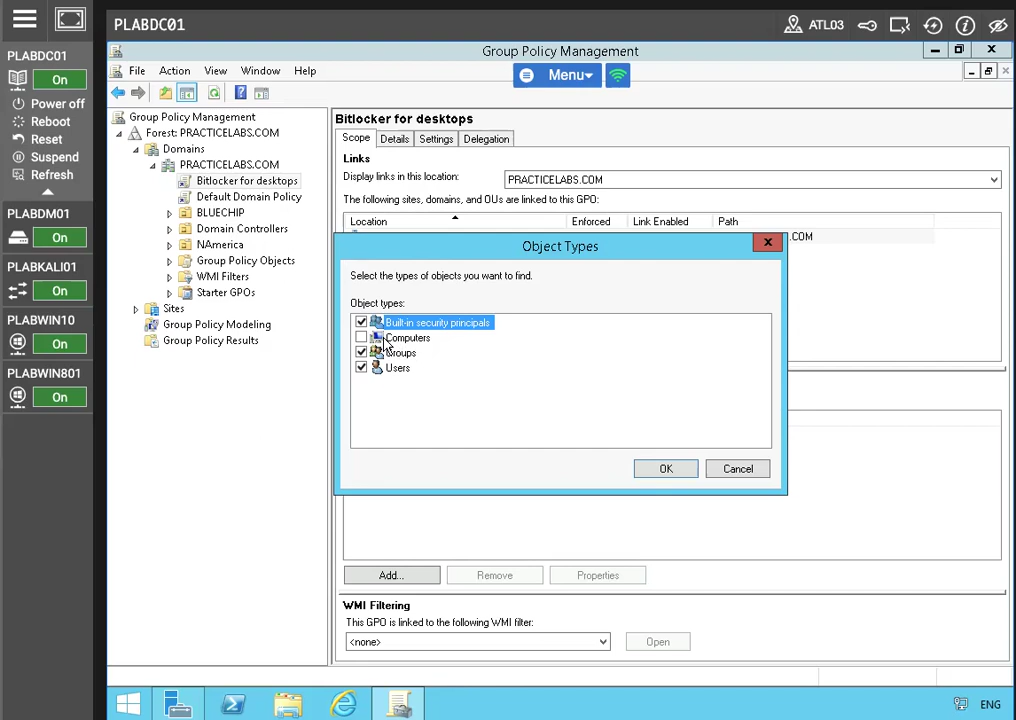 PLABDC01
ATL03
PLABDC01
On
Power off
Reboot
Reset
Suspend
Refresh
PLABDM01
On
PLABKALI01
On
PLABWIN10
On
PLABWIN801
On
Group Policy Management
File Action View Window Help
Menu
Group Policy Management
Forest: PRACTICELABS.COM
Domains
PRACTICELABS.COM
Bitlocker for desktops
Default Domain Policy
BLUECHIP
Domain Controllers
NAmerica
Group Policy Objects
WMI Filters
Starter GPOs
Sites
Group Policy Modeling
Group Policy Results
Bitlocker for desktops
Scope Details Settings Delegation
Links
Display links in this location: PRACTICELABS.COM
The following sites, domains, and OUs are linked to this GPO:
Location Enforced Link Enabled Path
.COM
Object Types
Select the types of objects you want to find.
Object types:
Built-in security principals
Computers
Groups
Users
OK Cancel
Add... Remove Properties
WMI Filtering
This GPO is linked to the following WMI filter:
<none> Open
ENG